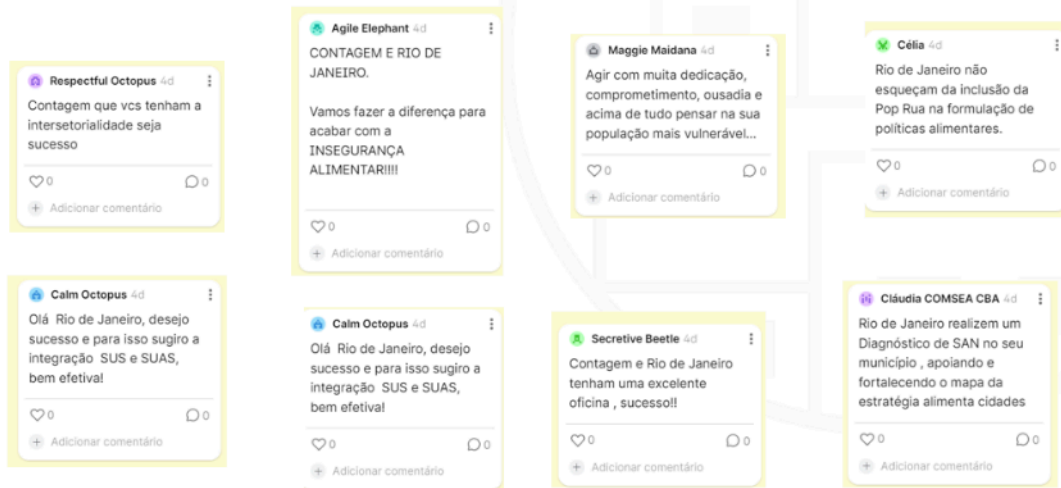 Respectful Octopus 4d
Contagem que vcs tenham a
intersetorialidade seja
sucesso
0 0
+ Adicionar comentário
Agile Elephant 4d
CONTAGEM E RIO DE
JANEIRO.
Vamos fazer a diferença para
acabar com a
INSEGURANÇA
ALIMENTAR!!!!
0 0
+ Adicionar comentário
Maggie Maidana 4d
Agir com muita dedicação,
comprometimento, ousadia e
acima de tudo pensar na sua
população mais vulnerável...
0 0
+ Adicionar comentário
Célia 4d
Rio de Janeiro não
esqueçam da inclusão da
Pop Rua na formulação de
políticas alimentares.
0 0
+ Adicionar comentário
Calm Octopus 4d
Olá Rio de Janeiro, desejo
sucesso e para isso sugiro a
integração SUS e SUAS,
bem efetiva!
0 0
+ Adicionar comentário
Calm Octopus 4d
Olá Rio de Janeiro, desejo
sucesso e para isso sugiro a
integração SUS e SUAS,
bem efetiva!
0 0
+ Adicionar comentário
Secretive Beetle 4d
Contagem e Rio de Janeiro
tenham uma excelente
oficina , sucesso!!
0 0
+ Adicionar comentário
Cláudia COMSEA CBA 4d
Rio de Janeiro realizem um
Diagnóstico de SAN no seu
município , apoiando e
fortalecendo o mapa da
estratégia alimenta cidades
0 0
+ Adicionar comentário